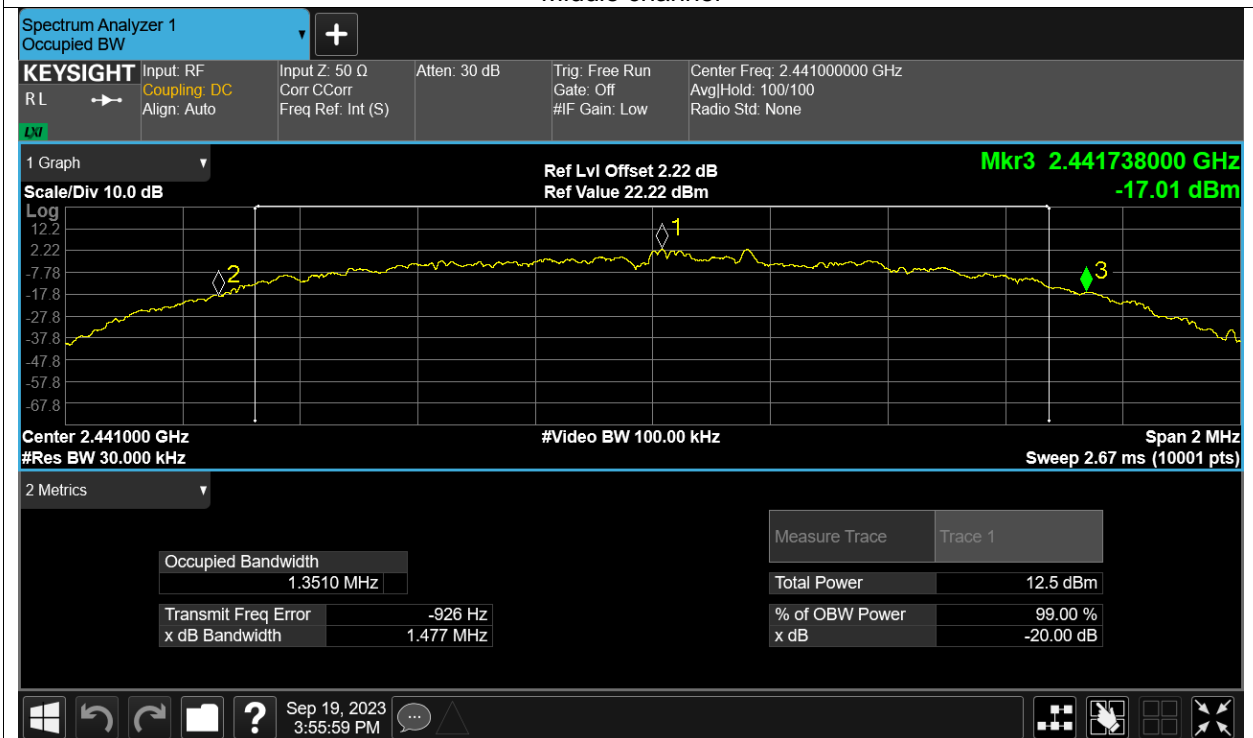 Middle channel
Spectrum Analyzer 1
Occupied BW
KEYSIGHT
R L
LXI
Input: RF
Coupling: DC
Align: Auto
Input Z: 50 Ω
Corr CCorr
Freq Ref: Int (S)
Atten: 30 dB
Trig: Free Run
Gate: Off
#IF Gain: Low
Center Freq: 2.441000000 GHz
Avg|Hold: 100/100
Radio Std: None
1 Graph
Scale/Div 10.0 dB
Ref Lvl Offset 2.22 dB
Ref Value 22.22 dBm
Mkr3 2.441738000 GHz
-17.01 dBm
Log
12.2
2.22
-7.78
-17.8
-27.8
-37.8
-47.8
-57.8
-67.8
1
2
3
Center 2.441000 GHz
#Res BW 30.000 kHz
#Video BW 100.00 kHz
Span 2 MHz
Sweep 2.67 ms (10001 pts)
2 Metrics
Measure Trace Trace 1
Occupied Bandwidth
1.3510 MHz
Total Power 12.5 dBm
Transmit Freq Error -926 Hz
% of OBW Power 99.00 %
x dB Bandwidth 1.477 MHz
x dB -20.00 dB
?
Sep 19, 2023
3:55:59 PM